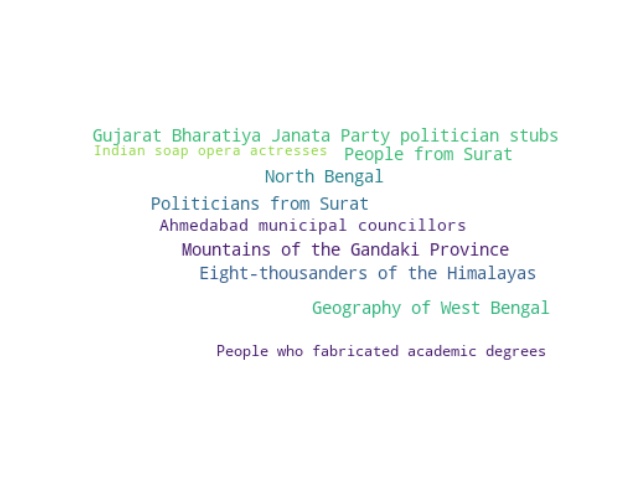 Gujarat Bharatiya Janata Party politician stubs
Indian soap opera actresses
People from Surat
North Bengal
Politicians from Surat
Ahmedabad municipal councillors
Mountains of the Gandaki Province
Eight-thousanders of the Himalayas
Geography of West Bengal
People who fabricated academic degrees